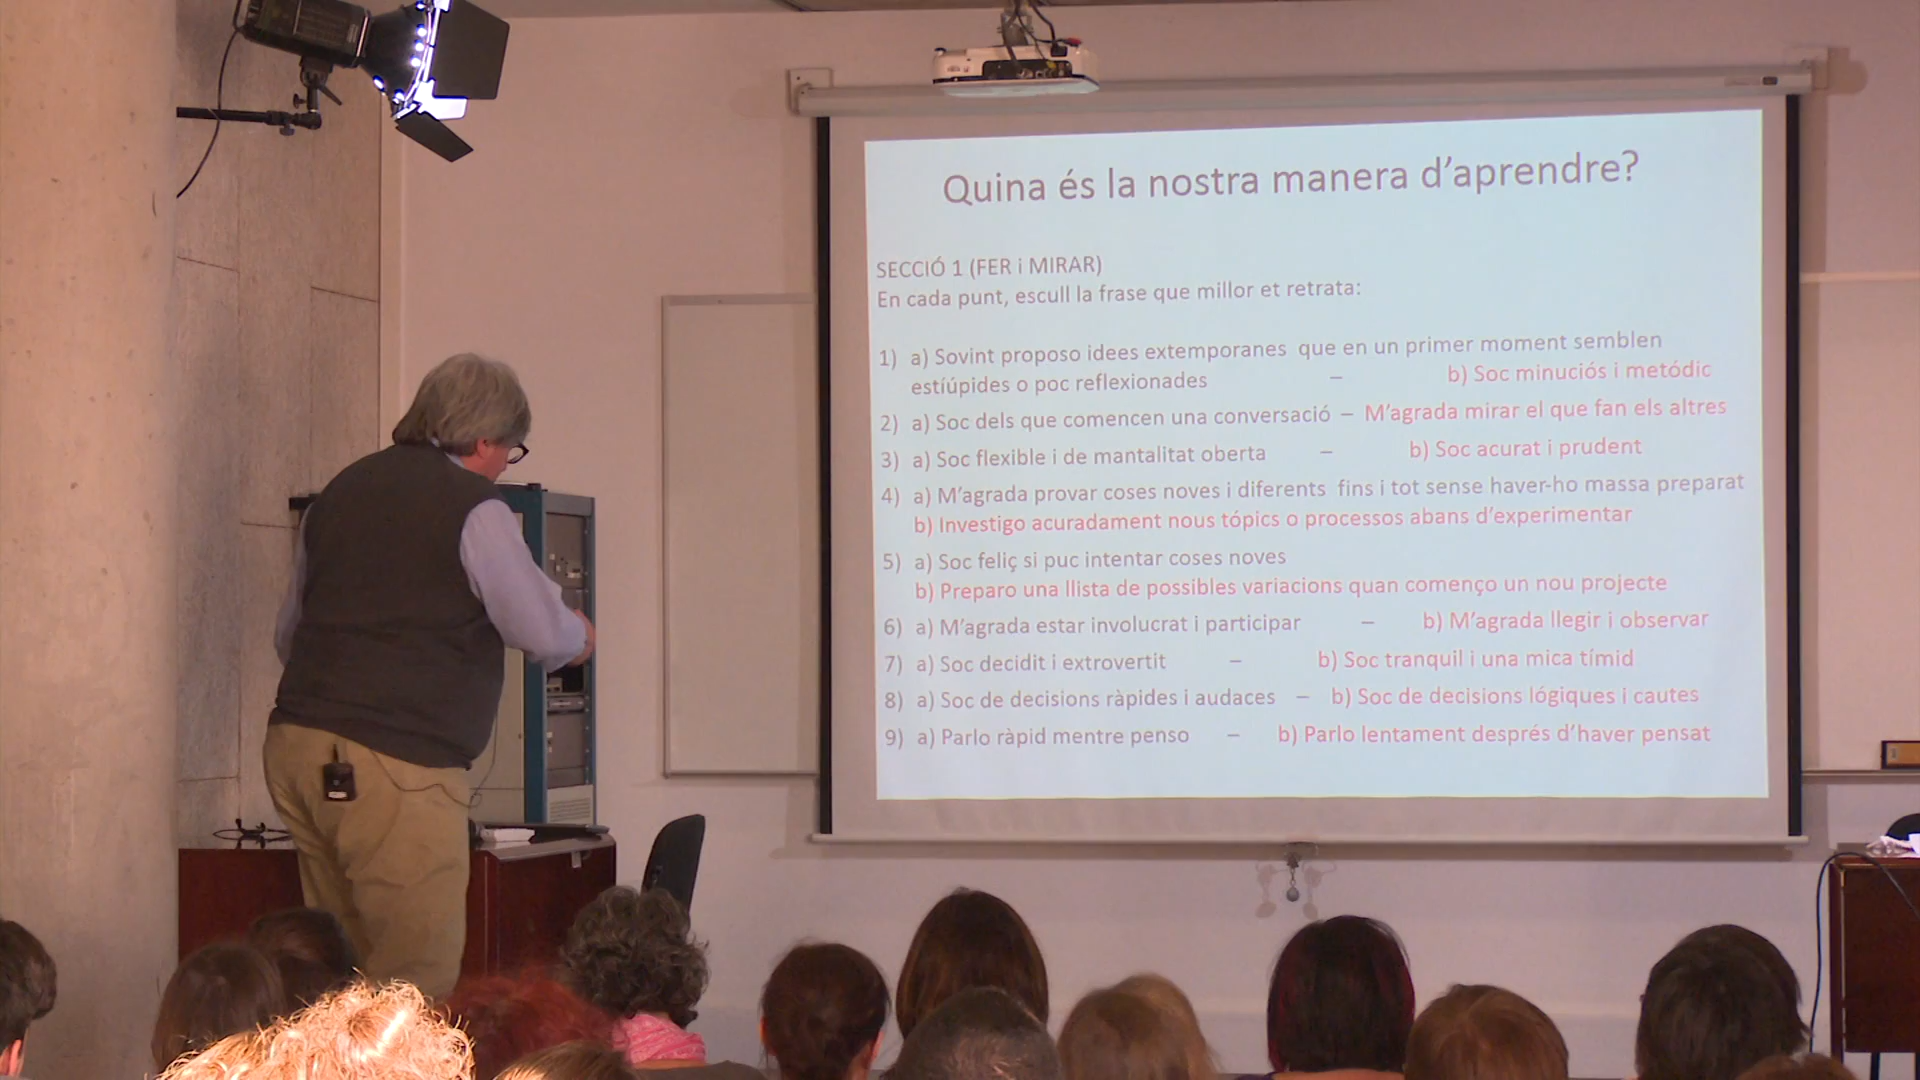 Quina és la nostra manera d'aprendre?
SECCIÓ 1 (FER i MIRAR)
En cada punt, escull la frase que millor et retrata:
1) a) Sovint proposo idees extemporanes que en un primer moment semblen
estíúpides o poc reflexionades – b) Soc minuciós i metódic
2) a) Soc dels que comencen una conversació – M'agrada mirar el que fan els altres
3) a) Soc flexible i de mantalitat oberta – b) Soc acurat i prudent
4) a) M'agrada provar coses noves i diferents fins i tot sense haver-ho massa preparat
b) Investigo acuradament nous tópics o processos abans d'experimentar
5) a) Soc feliç si puc intentar coses noves
b) Preparo una llista de possibles variacions quan començo un nou projecte
6) a) M'agrada estar involucrat i participar – b) M'agrada llegir i observar
7) a) Soc decidit i extrovertit – b) Soc tranquil i una mica tímid
8) a) Soc de decisions ràpides i audaces – b) Soc de decisions lógiques i cautes
9) a) Parlo ràpid mentre penso – b) Parlo lentament després d'haver pensat